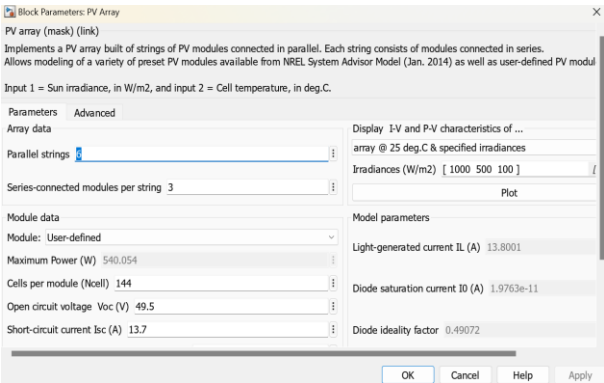 Block Parameters: PV Array
PV array (mask) (link)
Implements a PV array built of strings of PV modules connected in parallel. Each string consists of modules connected in series.
Allows modeling of a variety of preset PV modules available from NREL System Advisor Model (Jan. 2014) as well as user-defined PV modul
Input 1 = Sun irradiance, in W/m2, and input 2 = Cell temperature, in deg.C.
Parameters Advanced
Array data
Parallel strings 6
Series-connected modules per string 3
Display I-V and P-V characteristics of ...
array @ 25 deg.C & specified irradiances
Irradiances (W/m2) [ 1000 500 100 ]
Plot
Module data
Module: User-defined
Maximum Power (W) 540.054
Cells per module (Ncell) 144
Open circuit voltage Voc (V) 49.5
Short-circuit current Isc (A) 13.7
Model parameters
Light-generated current IL (A) 13.8001
Diode saturation current I0 (A) 1.9763e-11
Diode ideality factor 0.49072
OK Cancel Help Apply